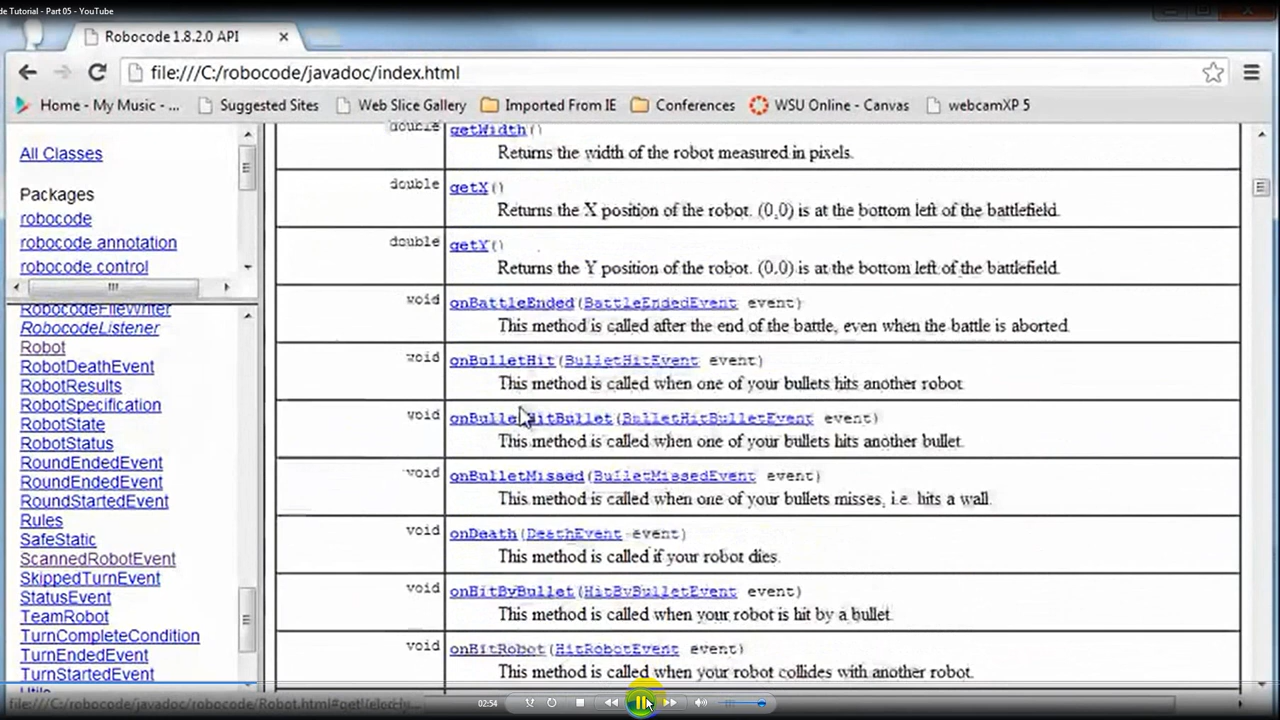 de Tutorial - Part 05 - YouTube
Robocode 1.8.2.0 API
file:///C:/robocode/javadoc/index.html
Home - My Music - ...
Suggested Sites
Web Slice Gallery
Imported From IE
Conferences
WSU Online - Canvas
webcamXP 5
All Classes
Packages
robocode
robocode annotation
robocode control
RobocodeFileWriter
RobocodeListener
Robot
RobotDeathEvent
RobotResults
RobotSpecification
RobotState
RobotStatus
RoundEndedEvent
RoundEndedEvent
RoundStartedEvent
Rules
SafeStatic
ScannedRobotEvent
SkippedTurnEvent
StatusEvent
TeamRobot
TurnCompleteCondition
TurnEndedEvent
TurnStartedEvent
Utils
double getWidth()
Returns the width of the robot measured in pixels.
double getX()
Returns the X position of the robot. (0,0) is at the bottom left of the battlefield.
double getY()
Returns the Y position of the robot. (0,0) is at the bottom left of the battlefield.
void onBattleEnded(BattleEndedEvent event)
This method is called after the end of the battle, even when the battle is aborted.
void onBulletHit(BulletHitEvent event)
This method is called when one of your bullets hits another robot.
void onBulletHitBullet(BulletHitBulletEvent event)
This method is called when one of your bullets hits another bullet.
void onBulletMissed(BulletMissedEvent event)
This method is called when one of your bullets misses, i.e. hits a wall.
void onDeath(DeathEvent event)
This method is called if your robot dies.
void onHitByBullet(HitByBulletEvent event)
This method is called when your robot is hit by a bullet.
void onHitRobot(HitRobotEvent event)
This method is called when your robot collides with another robot.
file:///C:/robocode/javadoc/robocode/Robot.html
02:54